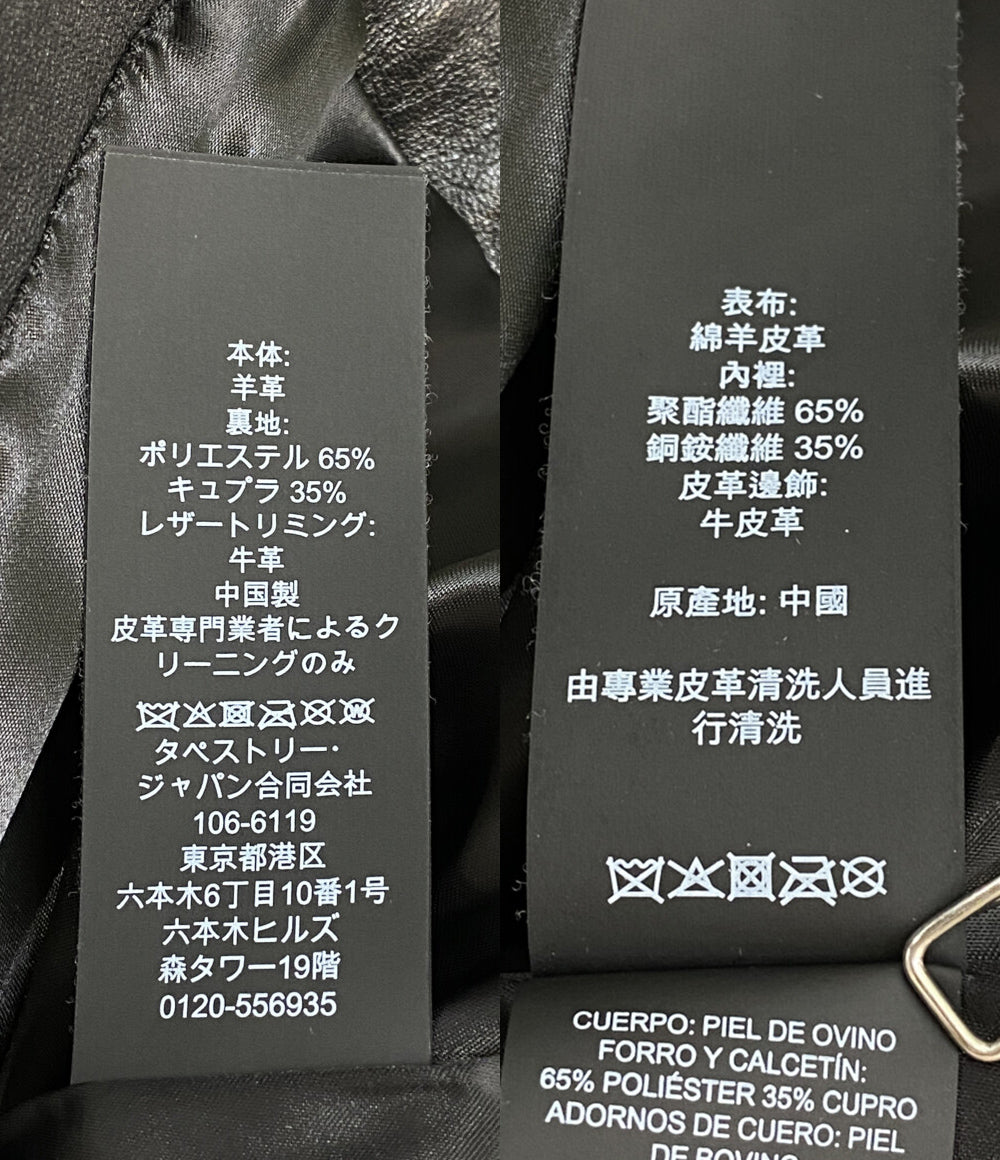 本体:
羊革
裏地:
ポリエステル 65%
キュプラ 35%
レザートリミング:
牛革
中国製
皮革専門業者によるク
リーニングのみ
タペストリー·
ジャパン合同会社
106-6119
東京都港区
六本木6丁目10番1号
六本木ヒルズ
森タワー19階
0120-556935
表布:
綿羊皮革
內裡:
聚酯纖維 65%
銅銨纖維 35%
皮革邊飾:
牛皮革
原產地: 中國
由專業皮革清洗人員進
行清洗
CUERPO: PIEL DE OVINO
FORRO Y CALCETÍN:
65% POLIÉSTER 35% CUPRO
ADORNOS DE CUERO: PIEL
DE BOVINO